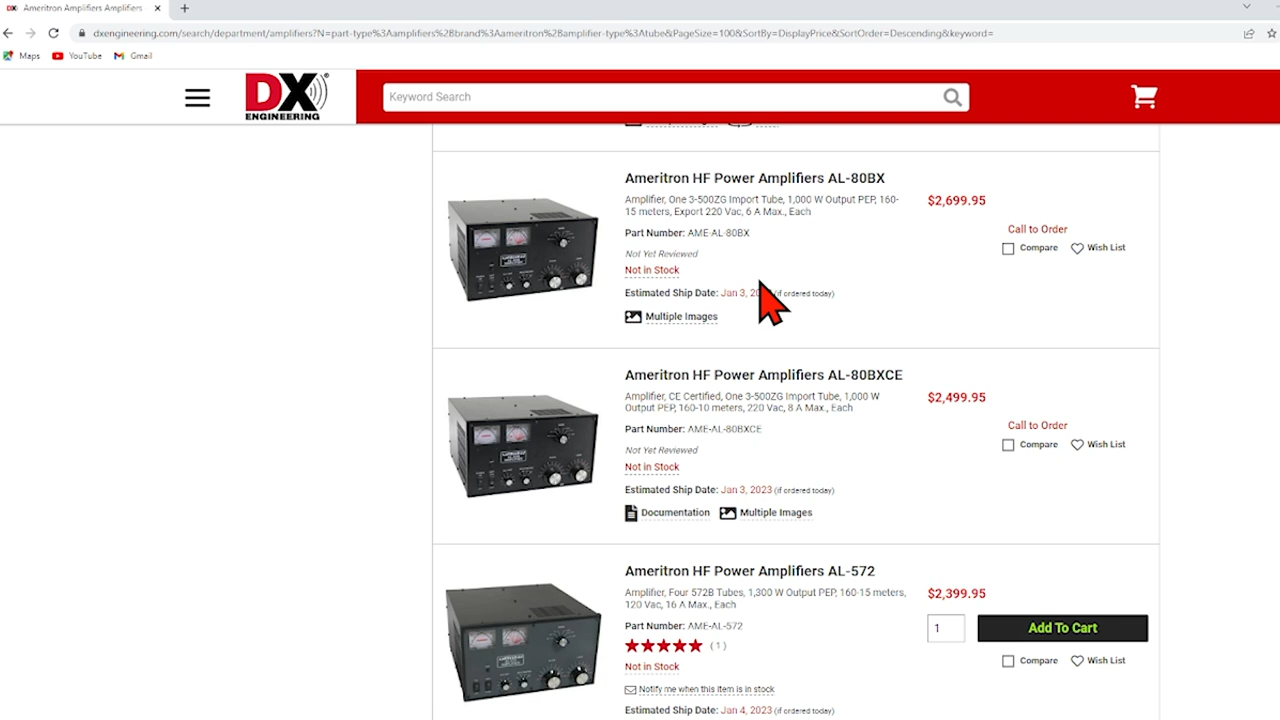 Ameritron Amplifiers Amplifiers
dxengineering.com/search/department/amplifiers?N=part-type%3Aamplifiers%2Bbrand%3Aameritron%2Bamplifier-type%3Atube&PageSize=100&SortBy=DisplayPrice&SortOrder=Descending&keyword=
Maps YouTube Gmail
DX
ENGINEERING
Keyword Search
Ameritron HF Power Amplifiers AL-80BX
Amplifier, One 3-500ZG Import Tube, 1,000 W Output PEP, 160-
15 meters, Export 220 Vac, 6 A Max., Each
$2,699.95
Part Number: AME-AL-80BX
Call to Order
Compare Wish List
Not Yet Reviewed
Not in Stock
Estimated Ship Date: Jan 3, (if ordered today)
Multiple Images
Ameritron HF Power Amplifiers AL-80BXCE
Amplifier, CE Certified, One 3-500ZG Import Tube, 1,000 W
Output PEP, 160-10 meters, 220 Vac, 8 A Max., Each
$2,499.95
Part Number: AME-AL-80BXCE
Call to Order
Compare Wish List
Not Yet Reviewed
Not in Stock
Estimated Ship Date: Jan 3, 2023 (if ordered today)
Documentation Multiple Images
Ameritron HF Power Amplifiers AL-572
Amplifier, Four 572B Tubes, 1,300 W Output PEP, 160-15 meters,
120 Vac, 16 A Max., Each
$2,399.95
Part Number: AME-AL-572
1 Add To Cart
( 1 )
Compare Wish List
Not in Stock
Notify me when this item is in stock
Estimated Ship Date: Jan 4, 2023 (if ordered today)